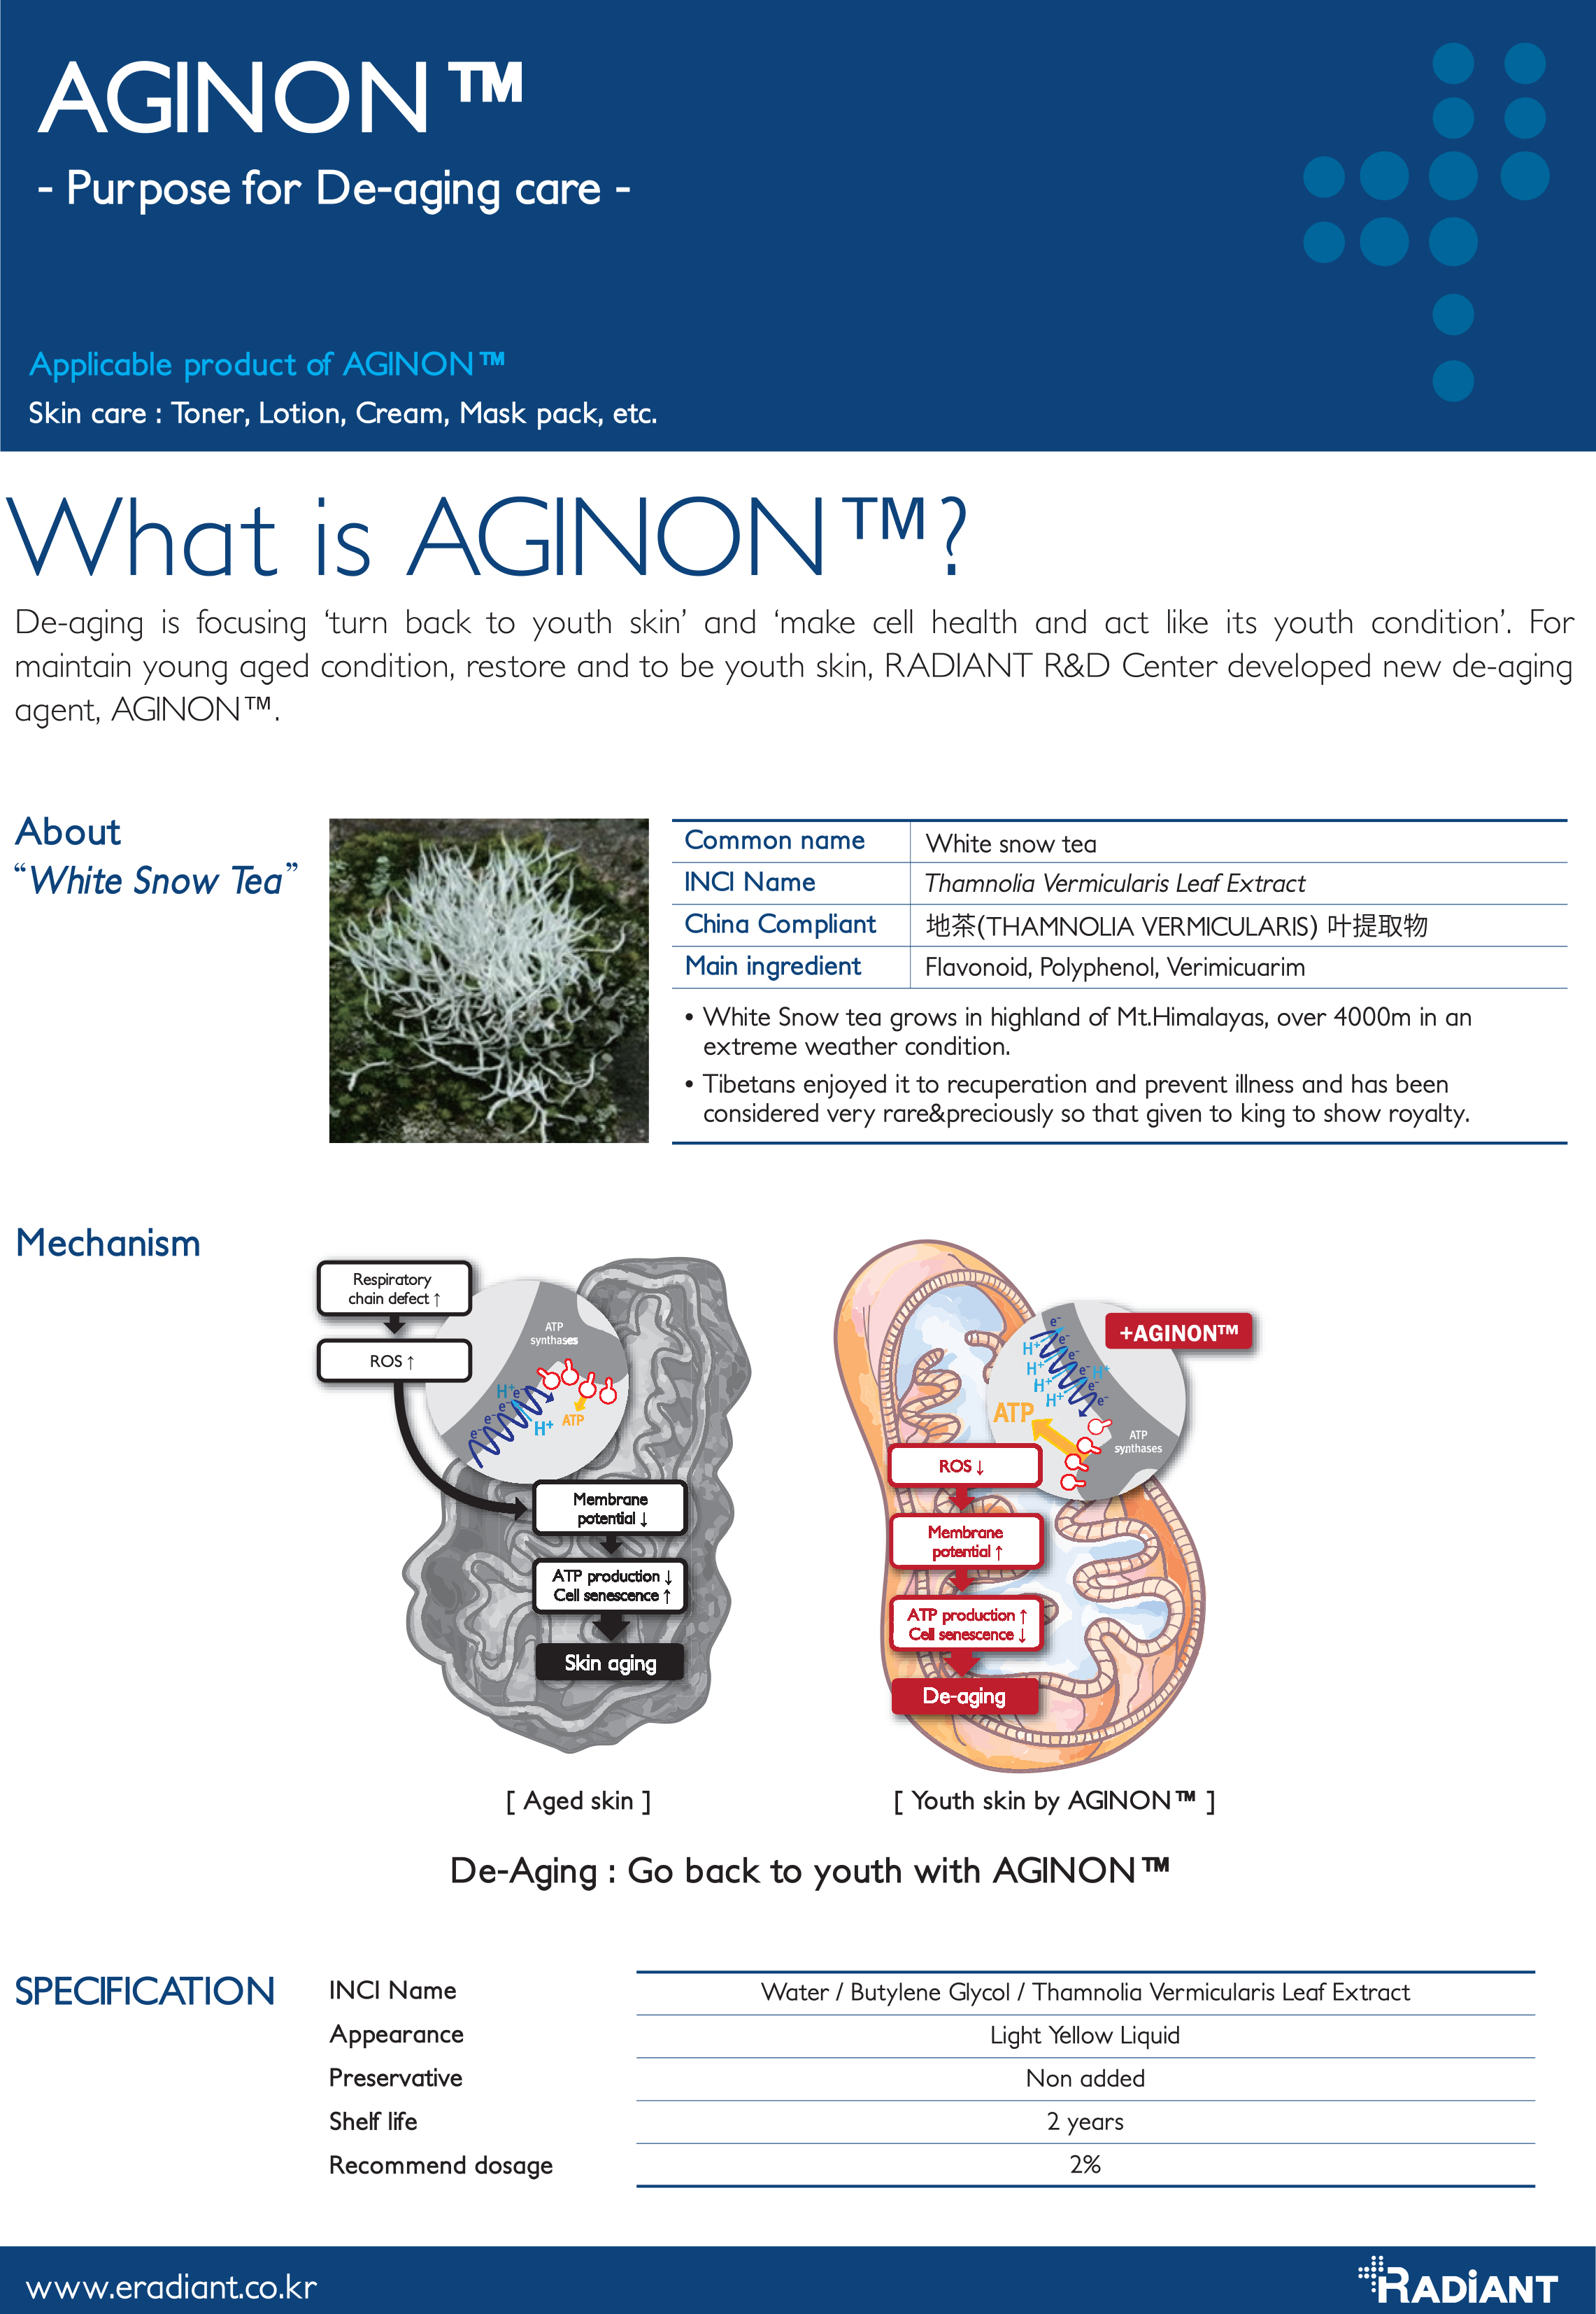 AGINON™
- Purpose for De-aging care -
Applicable product of AGINON™
Skin care : Toner, Lotion, Cream, Mask pack, etc.
What is AGINON™?
De-aging is focusing ‘turn back to youth skin’ and ‘make cell health and act like its youth condition’. For
maintain young aged condition, restore and to be youth skin, RADIANT R&D Center developed new de-aging
agent, AGINON™.
About
“White Snow Tea”
Common name White snow tea
INCI Name Thamnolia Vermicularis Leaf Extract
China Compliant 地茶(THAMNOLIA VERMICULARIS) 叶提取物
Main ingredient Flavonoid, Polyphenol, Verimicuarim
• White Snow tea grows in highland of Mt.Himalayas, over 4000m in an
extreme weather condition.
• Tibetans enjoyed it to recuperation and prevent illness and has been
considered very rare&preciously so that given to king to show royalty.
Mechanism
Respiratory
chain defect ↑
ROS ↑
ATP
synthases
H⁺
e⁻
e⁻
e⁻
e⁻
H⁺
ATP
Membrane
potential ↓
ATP production ↓
Cell senescence ↑
Skin aging
[ Aged skin ]
+AGINON™
e⁻
e⁻
H⁺
e⁻
H⁺
e⁻
H⁺
H⁺
e⁻
H⁺
e⁻
ATP
ATP
synthases
ROS ↓
Membrane
potential ↑
ATP production ↑
Cell senescence ↓
De-aging
[ Youth skin by AGINON™ ]
De-Aging : Go back to youth with AGINON™
SPECIFICATION
INCI Name Water / Butylene Glycol / Thamnolia Vermicularis Leaf Extract
Appearance Light Yellow Liquid
Preservative Non added
Shelf life 2 years
Recommend dosage 2%
www.eradiant.co.kr
RADiANT